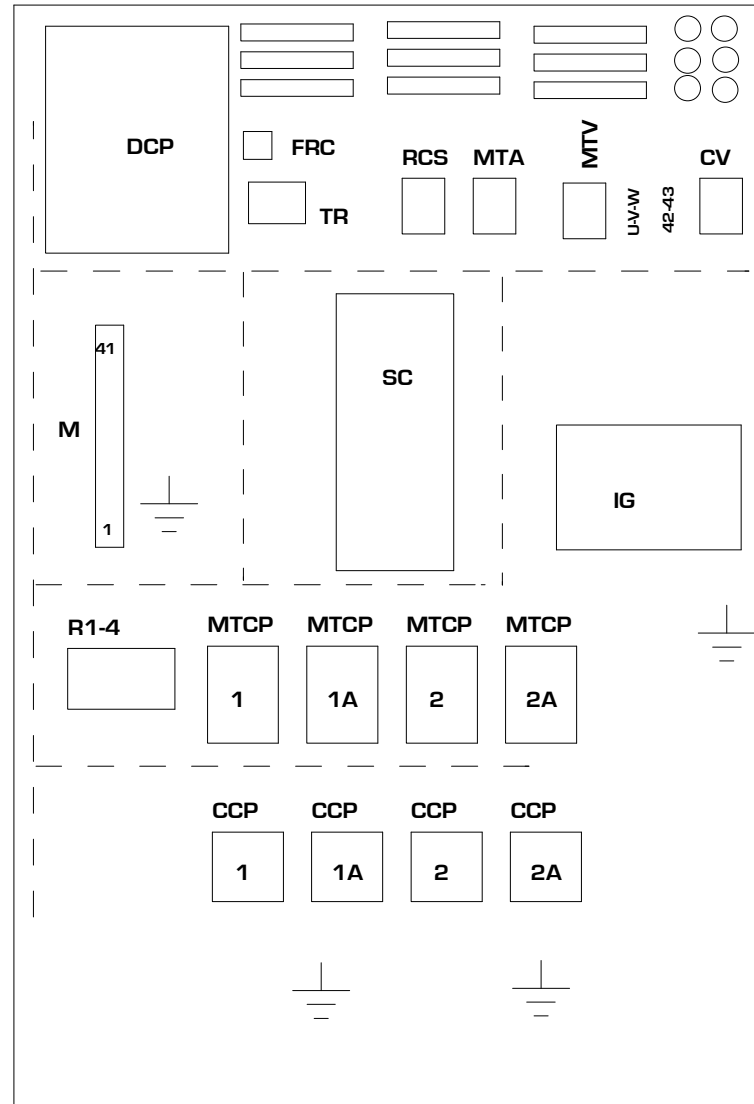 DCP
FRC
TR
RCS
MTA
MTV
U-V-W
42-43
CV
41
M
1
SC
IG
R1-4
MTCP MTCP MTCP MTCP
1 1A 2 2A
CCP CCP CCP CCP
1 1A 2 2A